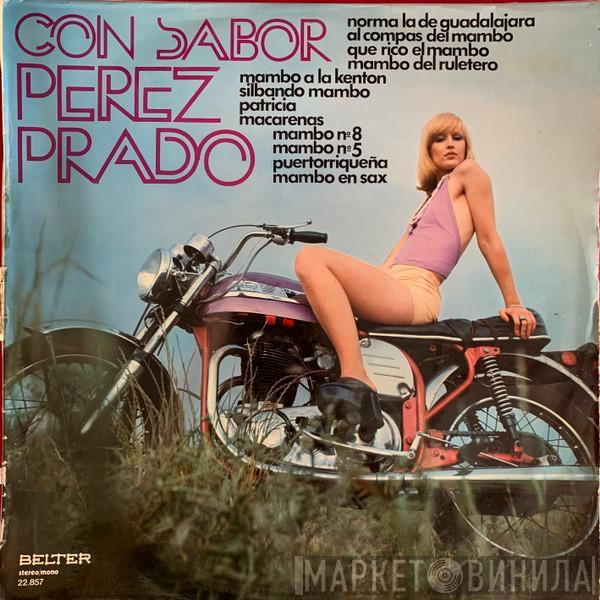 CON SABOR
PEREZ
PRADO
norma la de guadalajara
al compas del mambo
que rico el mambo
mambo del ruletero
mambo a la kenton
silbando mambo
patricia
macarenas
mambo nº8
mambo nº5
puertorriqueña
mambo en sax
BELTER
stereo/mono
22.857
МАРКЕТ ВИНИЛА